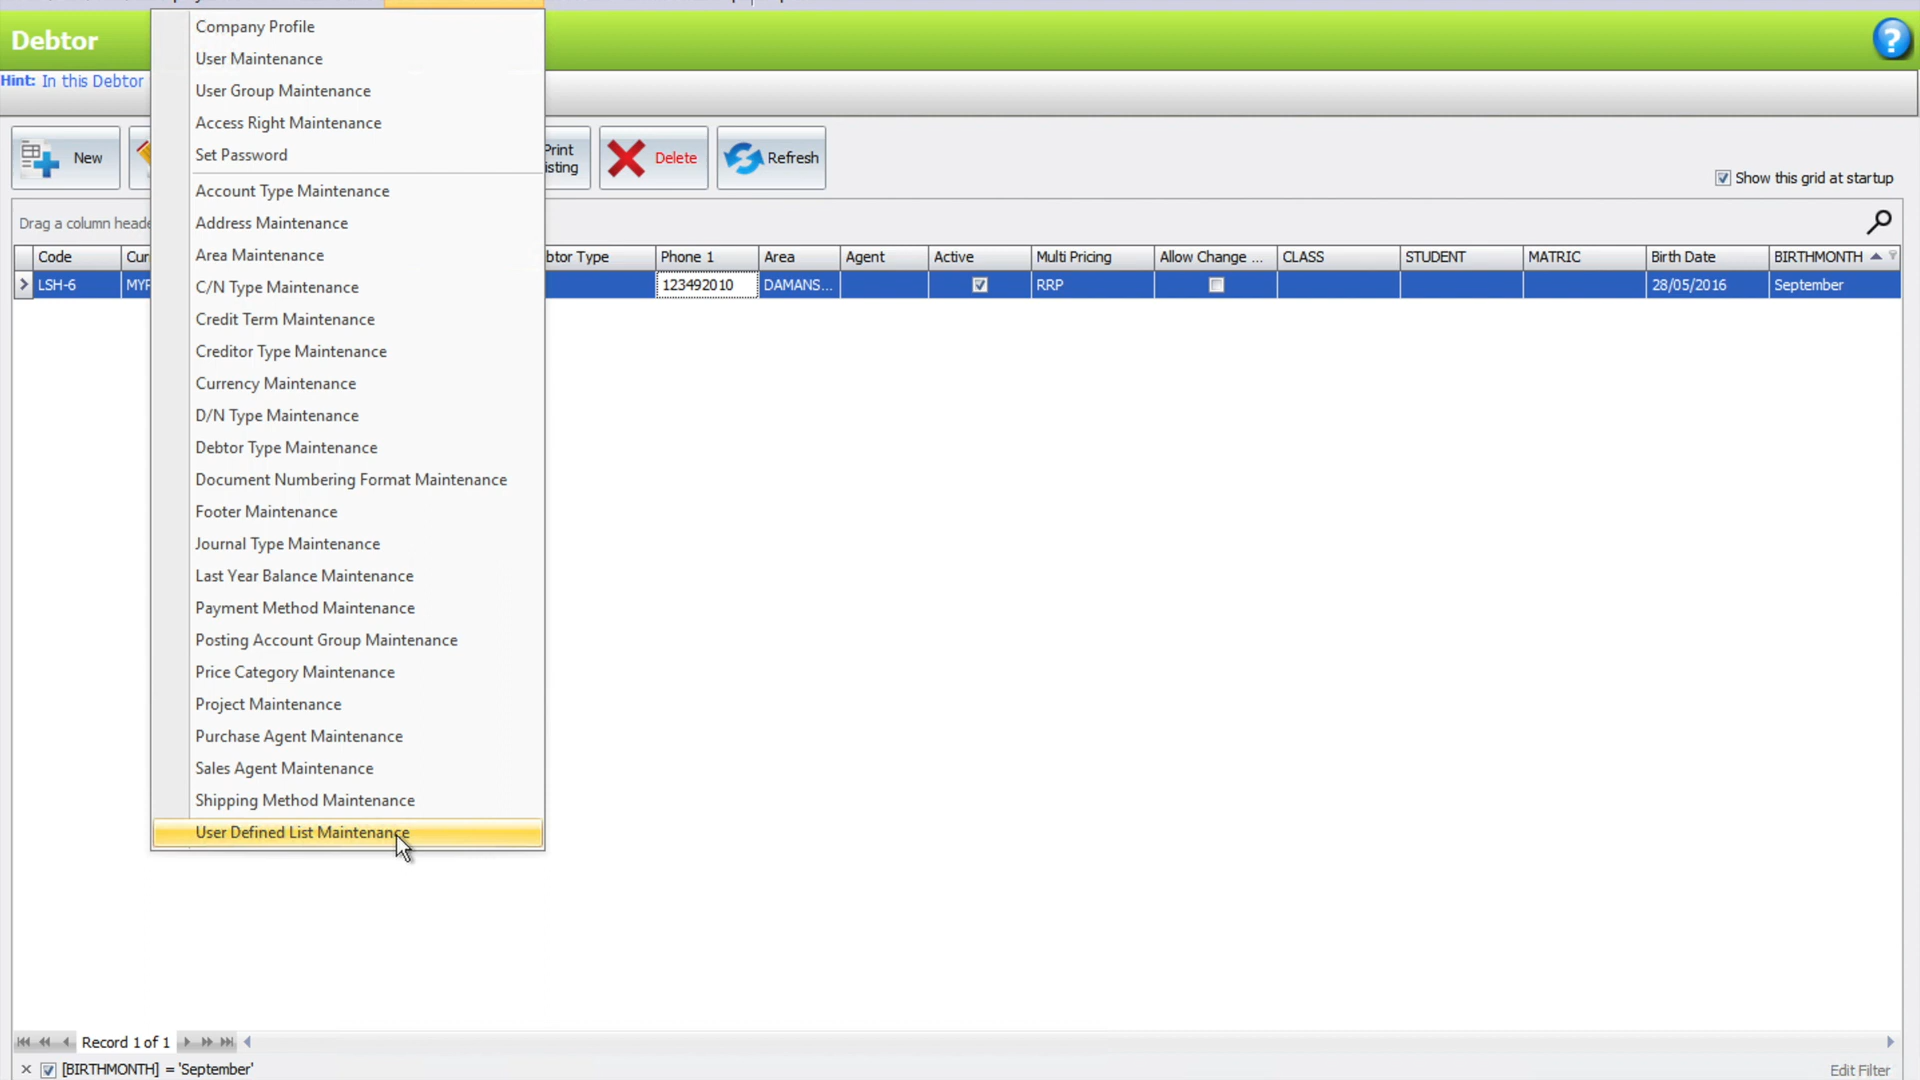 Debtor
Company Profile
User Maintenance
Hint: In this Debtor
User Group Maintenance
Access Right Maintenance
Set Password
New
Print
isting
Delete
Refresh
Show this grid at startup
Account Type Maintenance
Address Maintenance
Area Maintenance
C/N Type Maintenance
Credit Term Maintenance
Creditor Type Maintenance
Currency Maintenance
D/N Type Maintenance
Debtor Type Maintenance
Document Numbering Format Maintenance
Footer Maintenance
Journal Type Maintenance
Last Year Balance Maintenance
Payment Method Maintenance
Posting Account Group Maintenance
Price Category Maintenance
Project Maintenance
Purchase Agent Maintenance
Sales Agent Maintenance
Shipping Method Maintenance
User Defined List Maintenance
Drag a column heade
Code Curr btor Type Phone 1 Area Agent Active Multi Pricing Allow Change ... CLASS STUDENT MATRIC Birth Date BIRTHMONTH
LSH-6 MYR 123492010 DAMANS... RRP 28/05/2016 September
Record 1 of 1
[BIRTHMONTH] = 'September'
Edit Filter